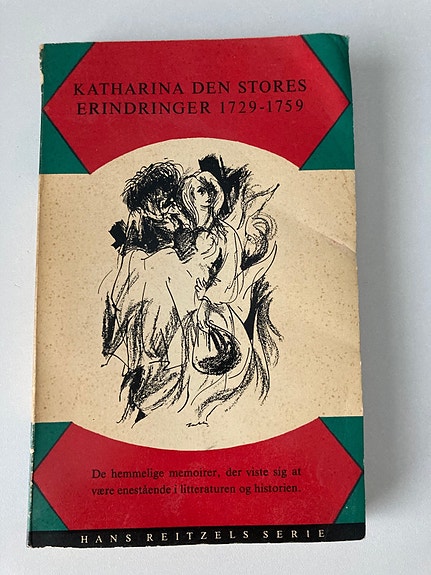 KATHARINA DEN STORES
ERINDRINGER 1729-1759
De hemmelige memoirer, der viste sig at
være enestående i litteraturen og historien.
HANS REITZELS SERIE